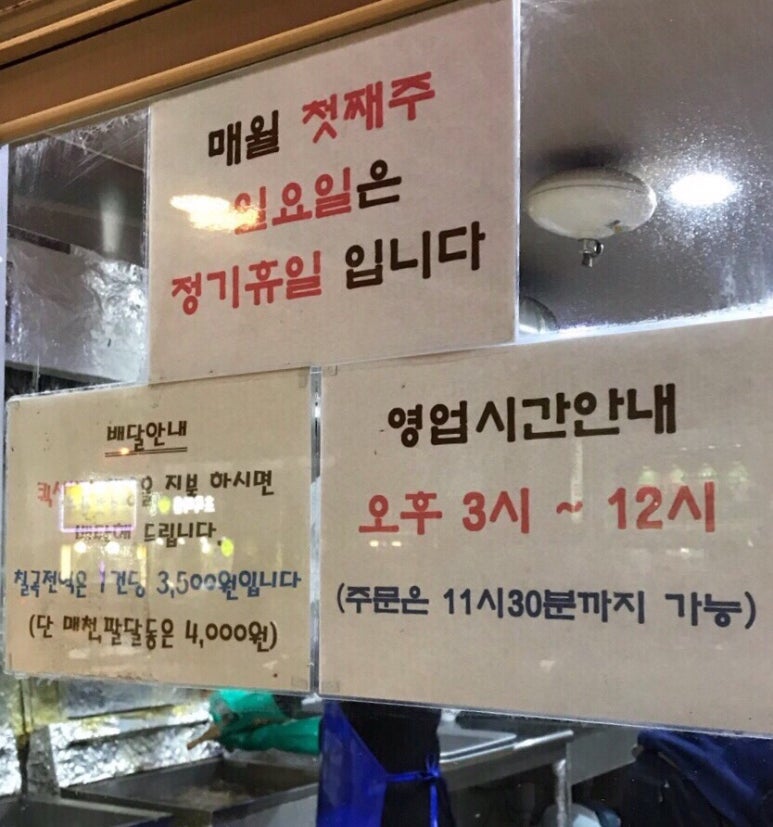 매월 첫째주
일요일은
정기휴일 입니다
배달안내
지불 하시면
드립니다.
칠곡전역은 1건당 3,500원입니다
(단 매천,팔달동은 4,000원)
영업시간안내
오후 3시 ~ 12시
(주문은 11시30분까지 가능)